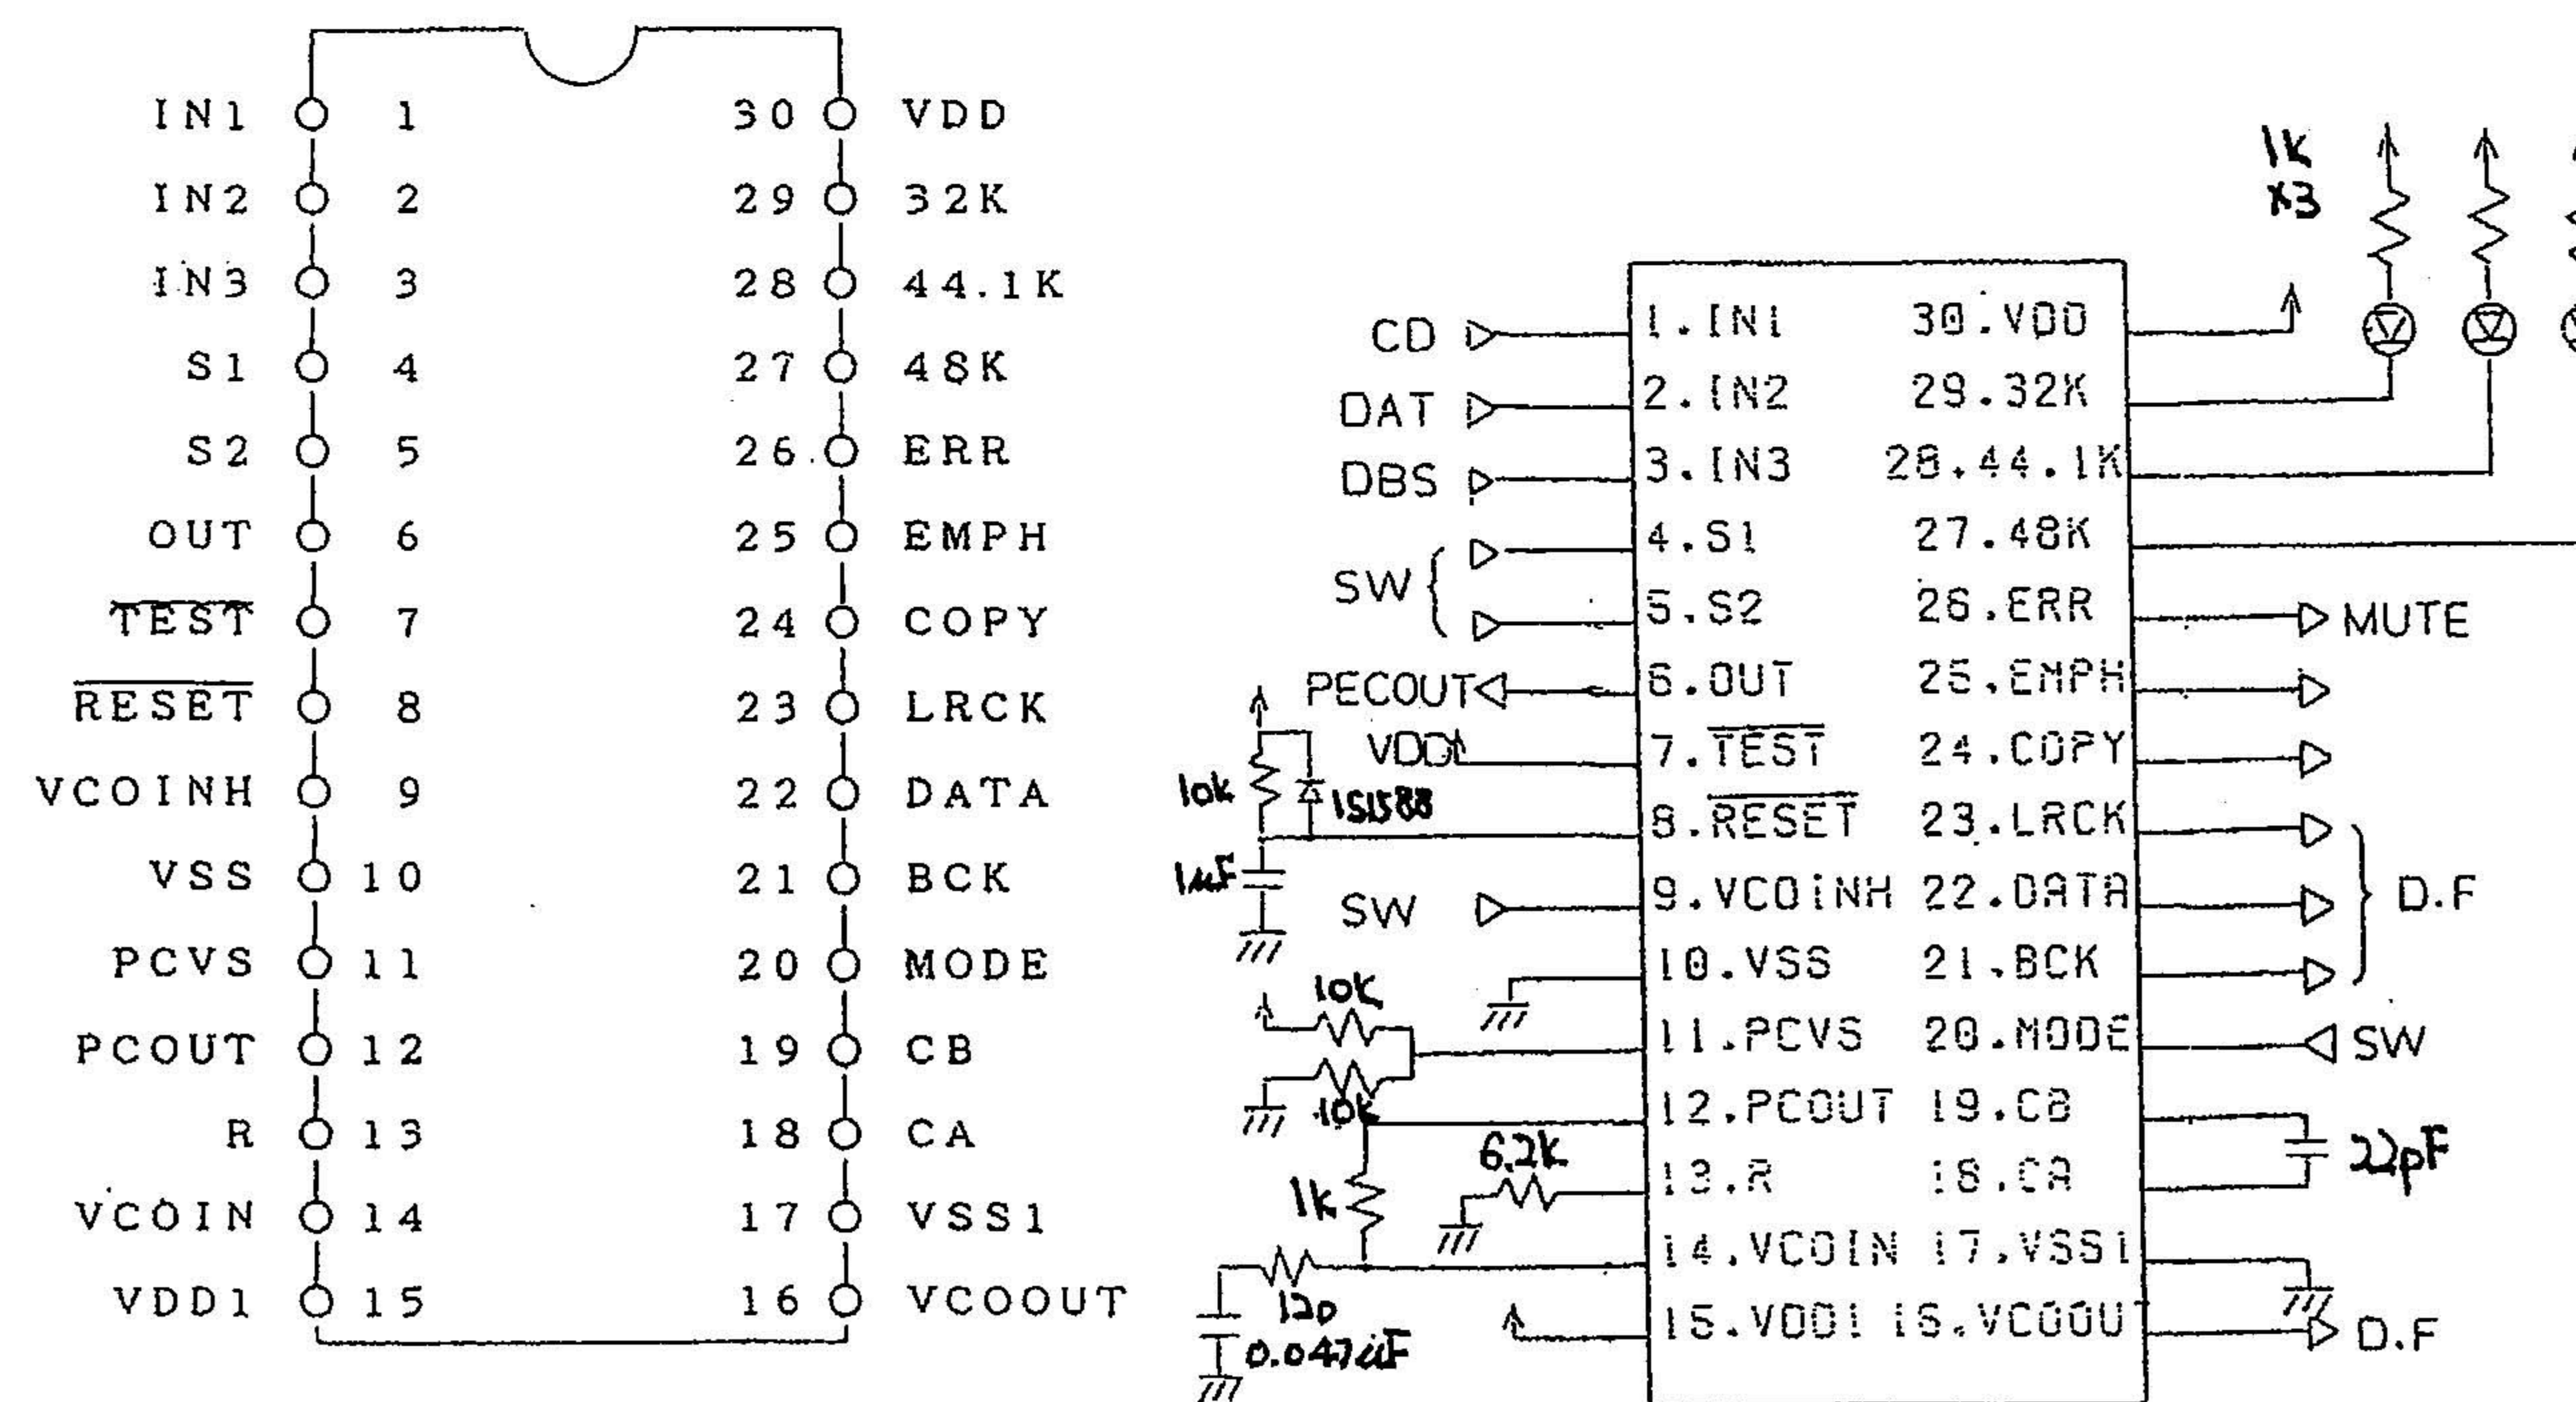 IN1 1 30 VDD
IN2 2 29 32K
IN3 3 28 44.1K
S1 4 27 48K
S2 5 26 ERR
OUT 6 25 EMPH
TEST 7 24 COPY
RESET 8 23 LRCK
VCOINH 9 22 DATA
VSS 10 21 BCK
PCVS 11 20 MODE
PCOUT 12 19 CB
R 13 18 CA
VCOIN 14 17 VSS1
VDD1 15 16 VCOOUT
1k
x3
CD 1.IN1 30.VDD
DAT 2.IN2 29.32K
DBS 3.IN3 28.44.1K
4.S1 27.48K
SW
5.S2 26.ERR MUTE
PECOUT 6.OUT 25.EMPH
VDD 7.TEST 24.COPY
10k 1S1588
8.RESET 23.LRCK
1uF
SW 9.VCOINH 22.DATA D.F
10.VSS 21.BCK
10k
11.PCVS 20.MODE SW
10k
12.PCOUT 19.CB
6.2k 22pF
1k 13.R 18.CA
14.VCOIN 17.VSS1
120
15.VDD1 16.VCOOU D.F
0.047uF